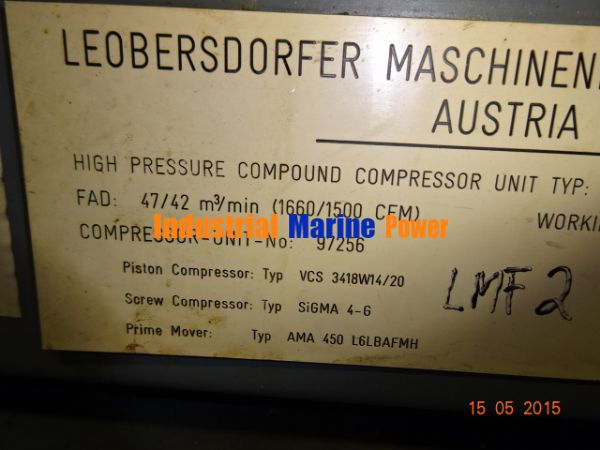 LEOBERSDORFER MASCHINEN
AUSTRIA
HIGH PRESSURE COMPOUND COMPRESSOR UNIT TYP:
FAD: 47/42 m³/min (1660/1500 CFM)
WORKIN
Industrial Marine Power
COMPRESSOR-UNIT-No: 97256
Piston Compressor: Typ VCS 3418W14/20
Screw Compressor: Typ SiGMA 4-6
LMF2
Prime Mover: Typ AMA 450 L6LBAFMH
15 05 2015